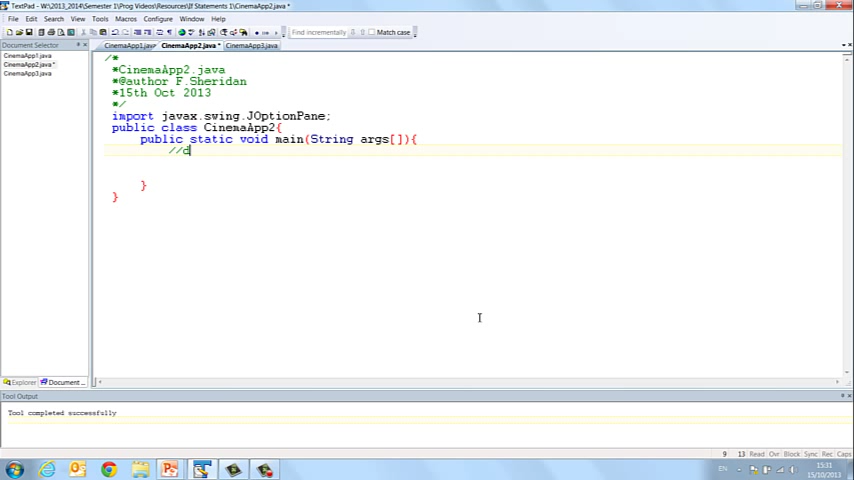 TextPad - W:\2013_2014\Semester 1\Prog Videos\Resources\If Statements 1\CinemaApp2.java *
File Edit Search View Tools Macros Configure Window Help
Find incrementally Match case
Document Selector
CinemaApp1.java CinemaApp2.java * CinemaApp3.java
CinemaApp1.java
CinemaApp2.java *
CinemaApp3.java
/*
*CinemaApp2.java
*@author F.Sheridan
*15th Oct 2013
*/
import javax.swing.JOptionPane;
public class CinemaApp2{
public static void main(String args[]){
//d
}
}
Explorer Document ...
Tool Output
Tool completed successfully
9 13 Read Ovr Block Sync Rec Caps
EN
15:31
15/10/2013